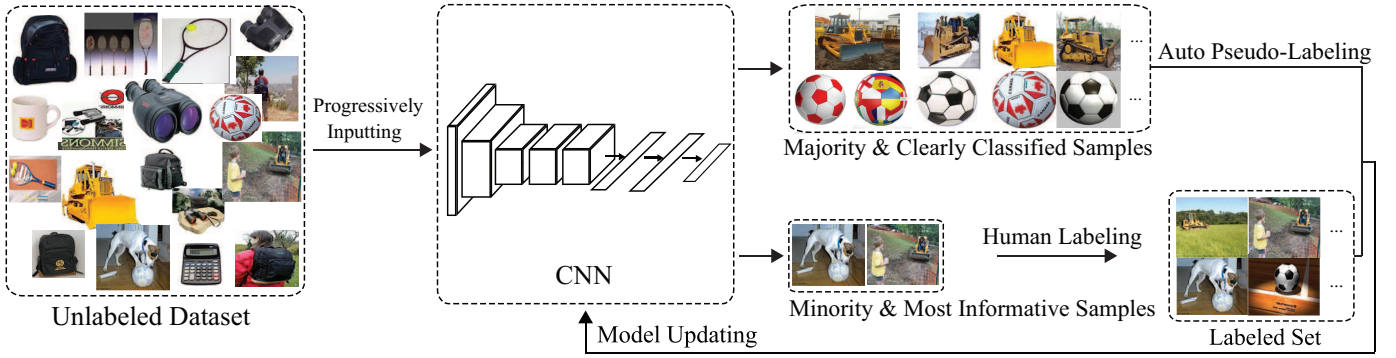 Progressively
Inputting
SIMMONS
Unlabeled Dataset
CNN
Majority & Clearly Classified Samples
...
...
Auto Pseudo-Labeling
Minority & Most Informative Samples
Human Labeling
...
...
Labeled Set
Model Updating